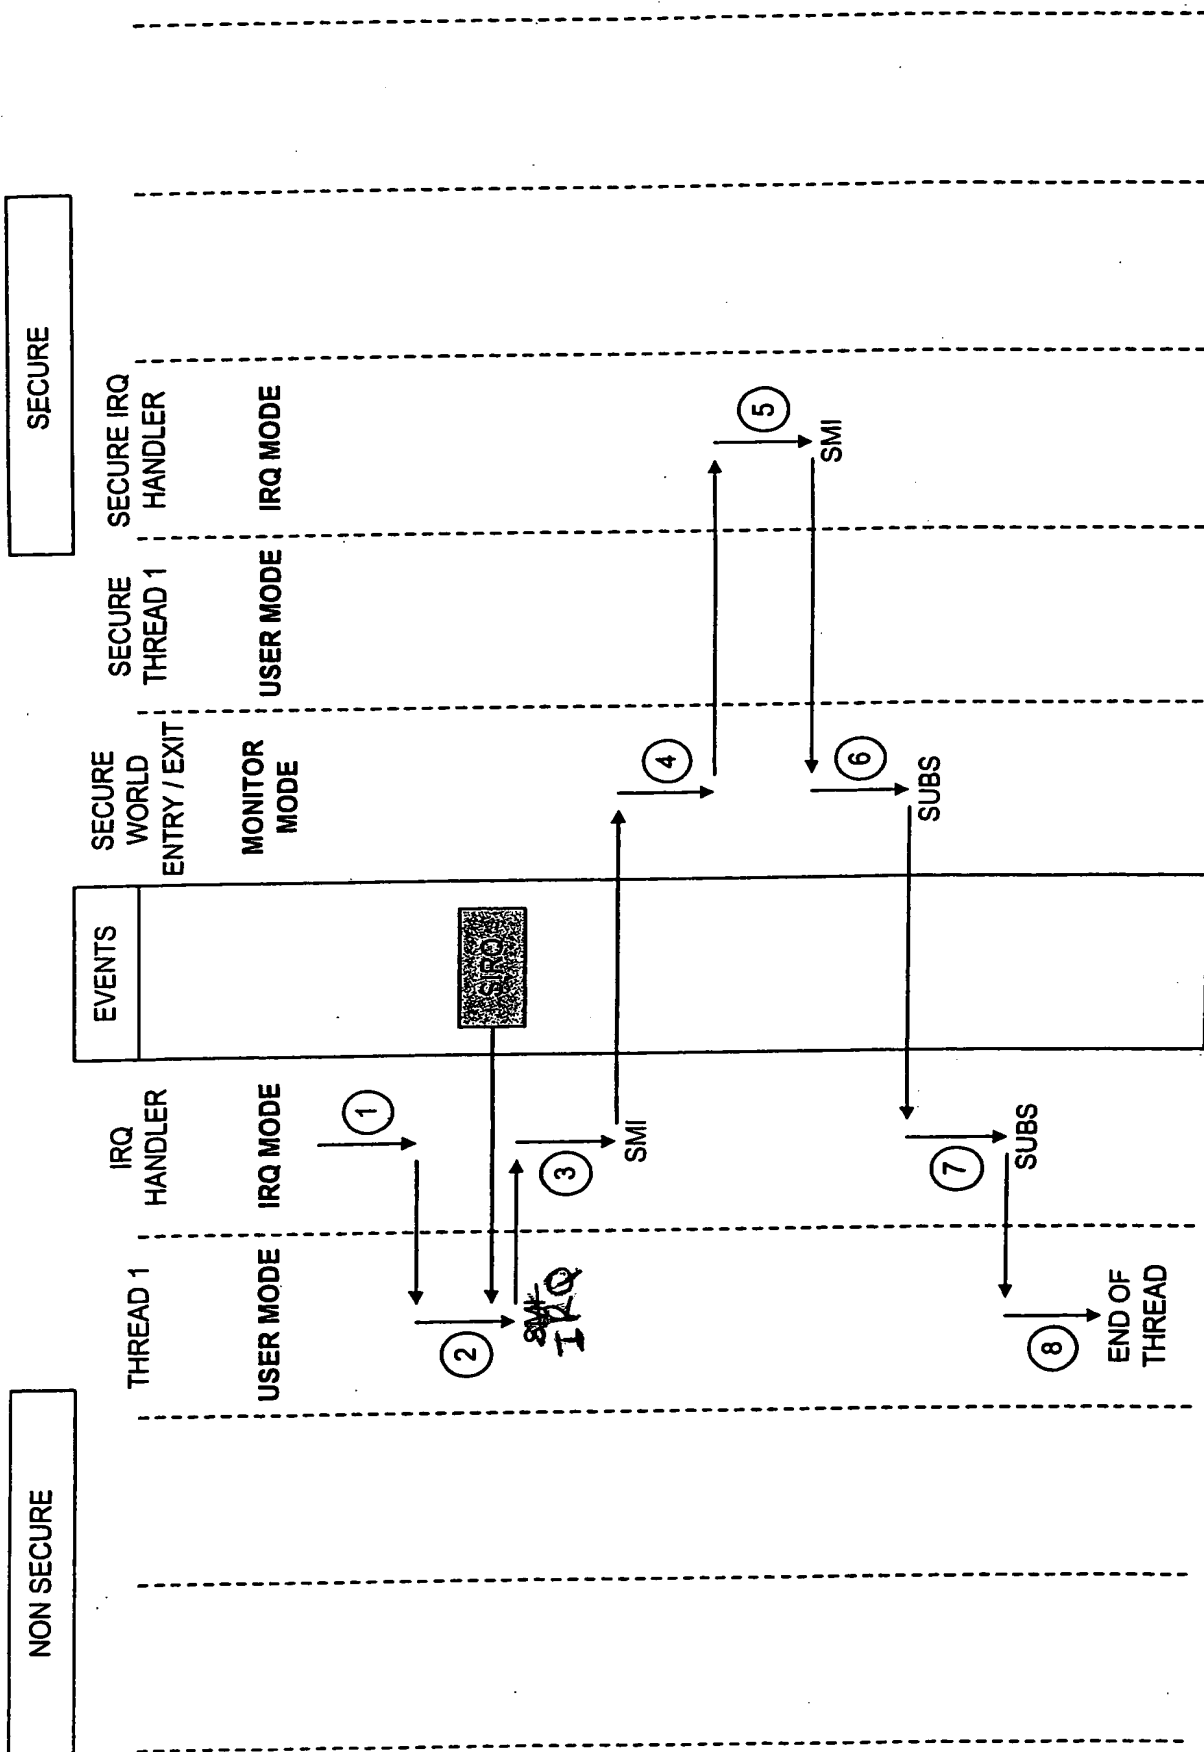 NON SECURE
SECURE
THREAD 1
IRQ
HANDLER
EVENTS
SECURE
WORLD
ENTRY / EXIT
SECURE
THREAD 1
SECURE IRQ
HANDLER
USER MODE
IRQ MODE
MONITOR
MODE
USER MODE
IRQ MODE
1
SIRQ
2
IRQ
3
SMI
4
5
SMI
6
SUBS
7
SUBS
8
END OF
THREAD